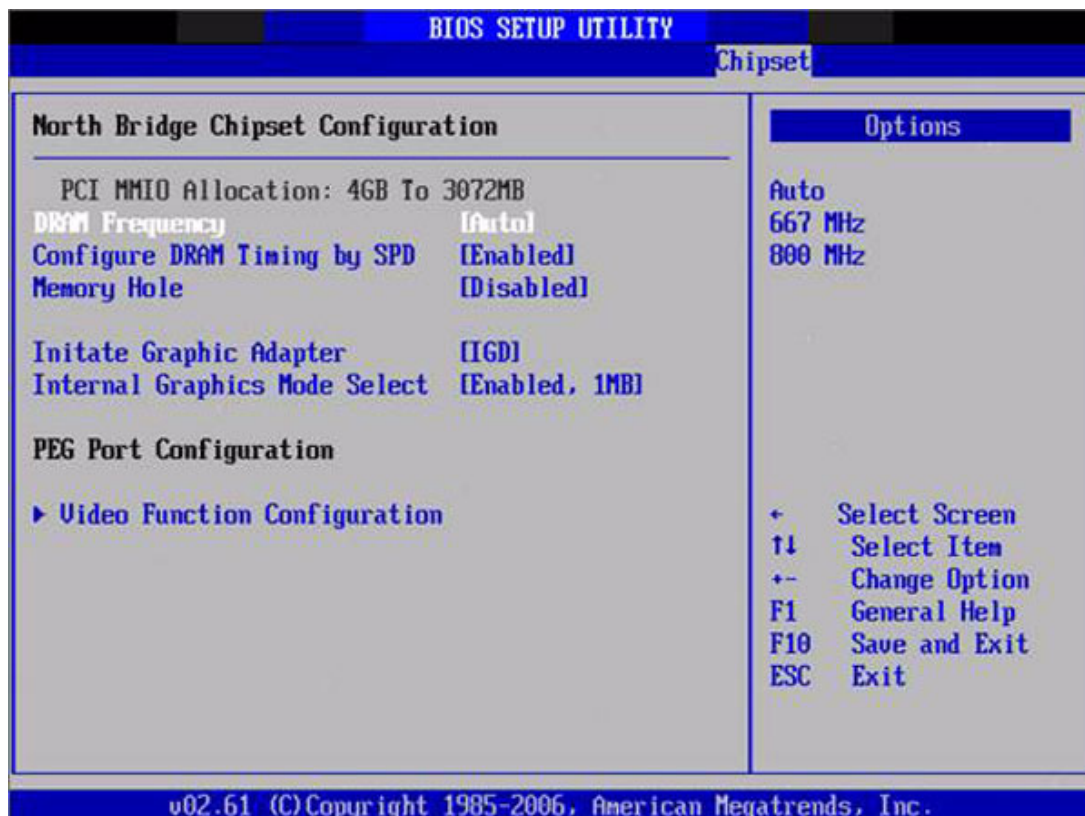 BIOS SETUP UTILITY
Chipset
North Bridge Chipset Configuration
PCI MMIO Allocation: 4GB To 3072MB
DRAM Frequency [Auto]
Configure DRAM Timing by SPD [Enabled]
Memory Hole [Disabled]
Initate Graphic Adapter [IGD]
Internal Graphics Mode Select [Enabled, 1MB]
PEG Port Configuration
▶ Video Function Configuration
Options
Auto
667 MHz
800 MHz
← Select Screen
↑↓ Select Item
+- Change Option
F1 General Help
F10 Save and Exit
ESC Exit
v02.61 (C)Copyright 1985-2006, American Megatrends, Inc.